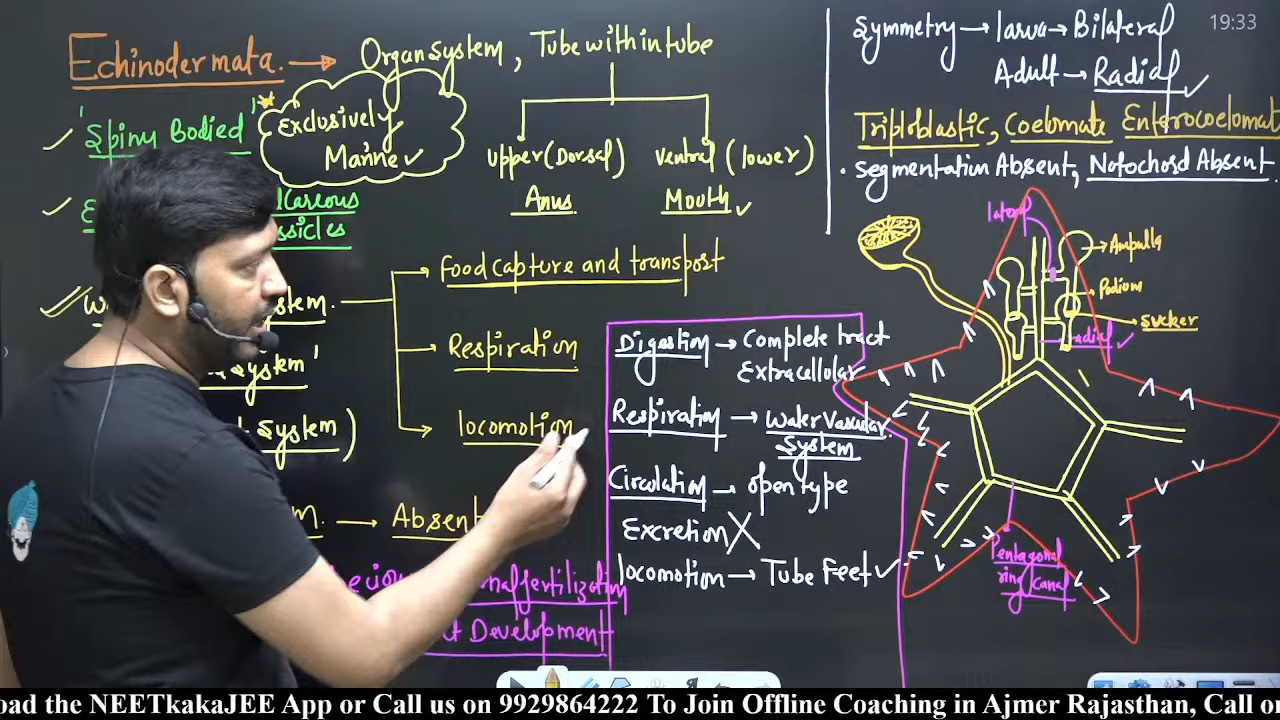 Echinodermata. → Organ system, Tube within tube
'Spiny Bodied'
Exclusively
Marine ✓
Upper (Dorsal)
Anus
Ventral (lower)
Mouth ✓
Symmetry → larva → Bilateral
Adult → Radial ✓
Triploblastic, Coelomate Enterocoelomat
• Segmentation Absent, Notochord Absent.
19:33
Food capture and transport
Respiration
locomotion
System'
System)
→ Absent
fertilization
Development
Digestion → Complete tract
Extracellular
Respiration → Water Vascular
System
Circulation → open type
Excretion X
locomotion → Tube Feet ✓
lateral
Ampulla
Podium
Sucker
radial ✓
Pentagonal
ring Canal
oad the NEETkakaJEE App or Call us on 9929864222 To Join Offline Coaching in Ajmer Rajasthan, Call or